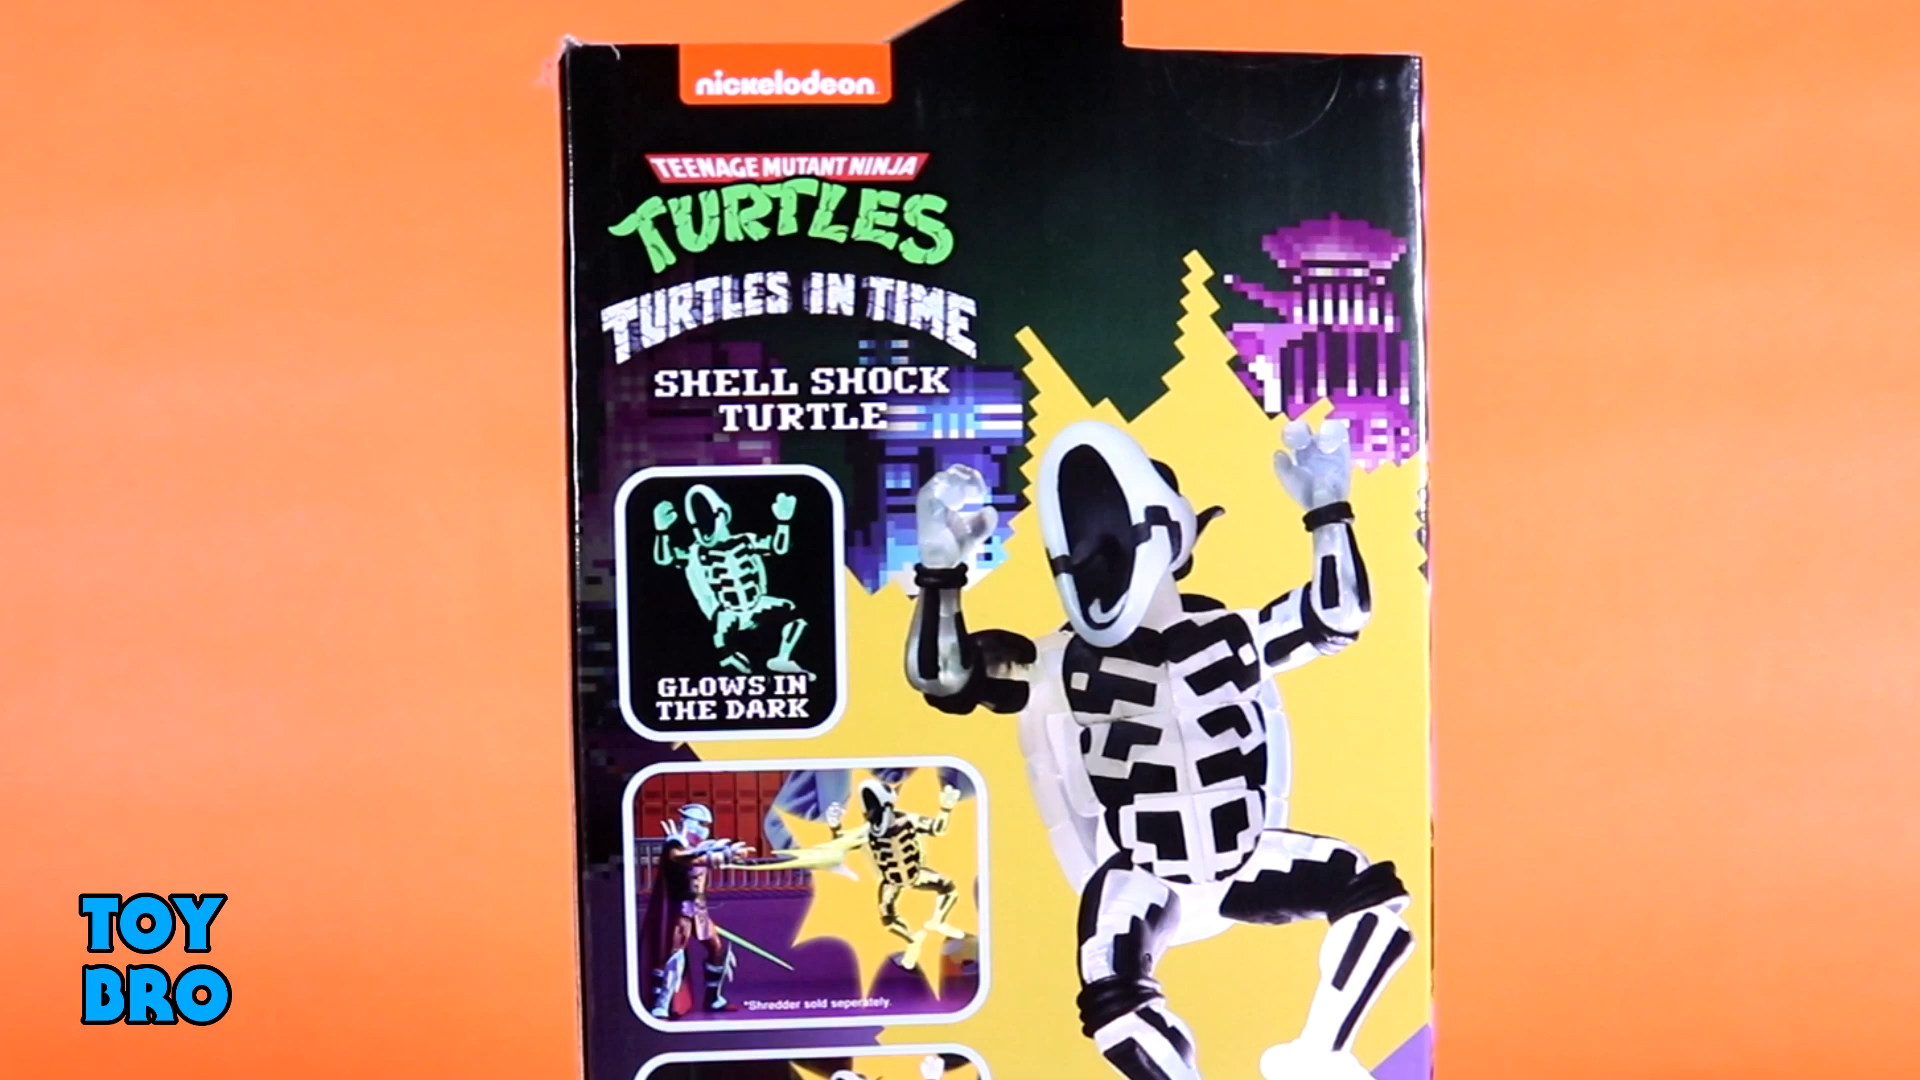 nickelodeon
TEENAGE MUTANT NINJA
TURTLES
TURTLES IN TIME
SHELL SHOCK
TURTLE
GLOWS IN
THE DARK
*Shredder sold seperately.
TOY
BRO